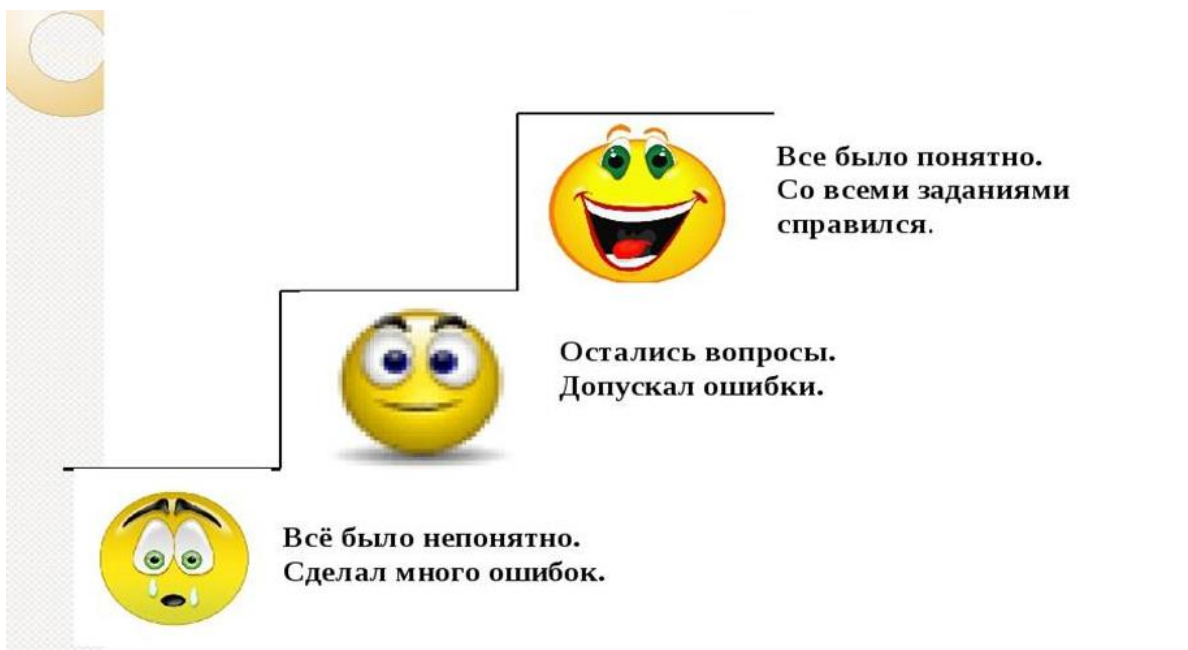 Все было понятно.
Со всеми заданиями
справился.
Остались вопросы.
Допускал ошибки.
Всё было непонятно.
Сделал много ошибок.